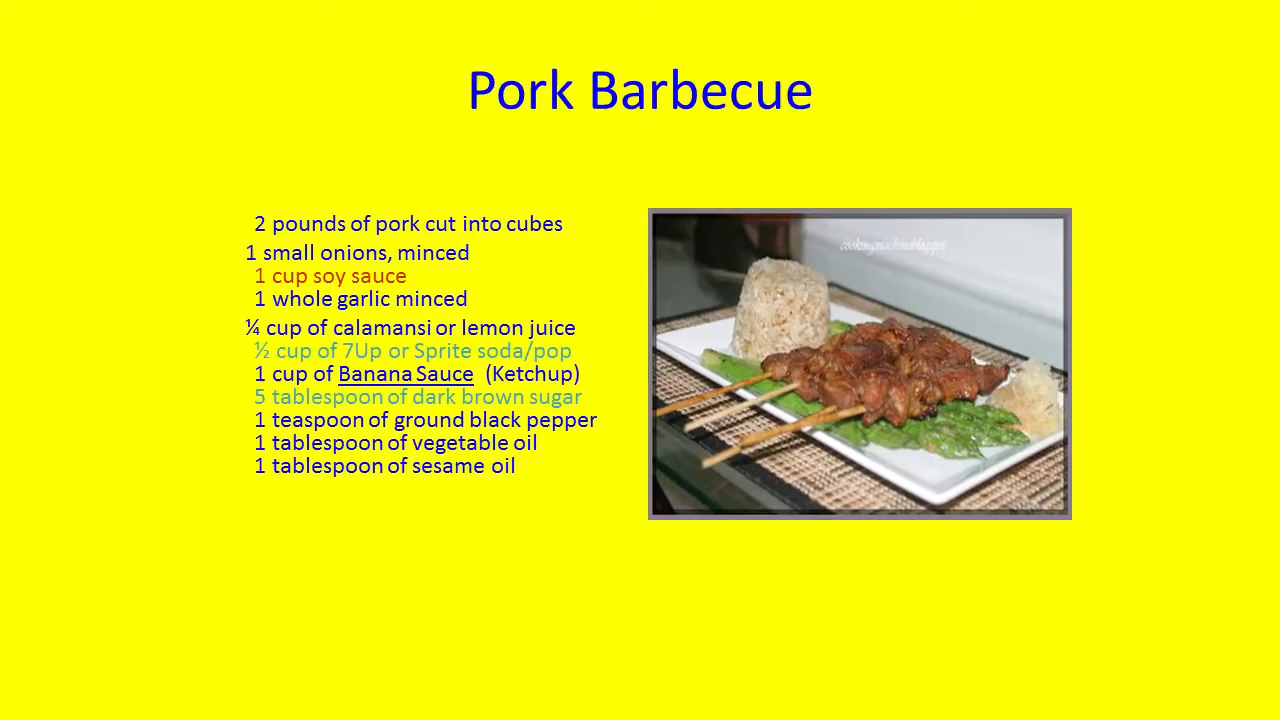 Pork Barbecue
2 pounds of pork cut into cubes
1 small onions, minced
1 cup soy sauce
1 whole garlic minced
¼ cup of calamansi or lemon juice
½ cup of 7Up or Sprite soda/pop
1 cup of Banana Sauce (Ketchup)
5 tablespoon of dark brown sugar
1 teaspoon of ground black pepper
1 tablespoon of vegetable oil
1 tablespoon of sesame oil